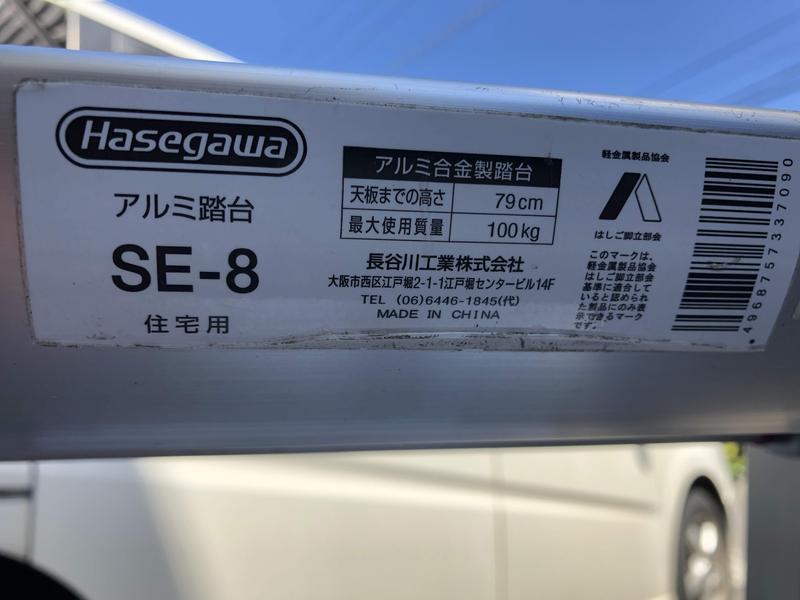 Hasegawa
アルミ踏台
SE-8
住宅用
アルミ合金製踏台
天板までの高さ 79cm
最大使用質量 100kg
長谷川工業株式会社
大阪市西区江戸堀2-1-1江戸堀センタービル14F
TEL (06)6446-1845(代)
MADE IN CHINA
軽金属製品協会
はしご脚立部会
このマークは、
軽金属製品協会
はしご脚立部会
基準に適合して
いると認められ
た製品にのみ表
示できるマーク
です。
4968757337090